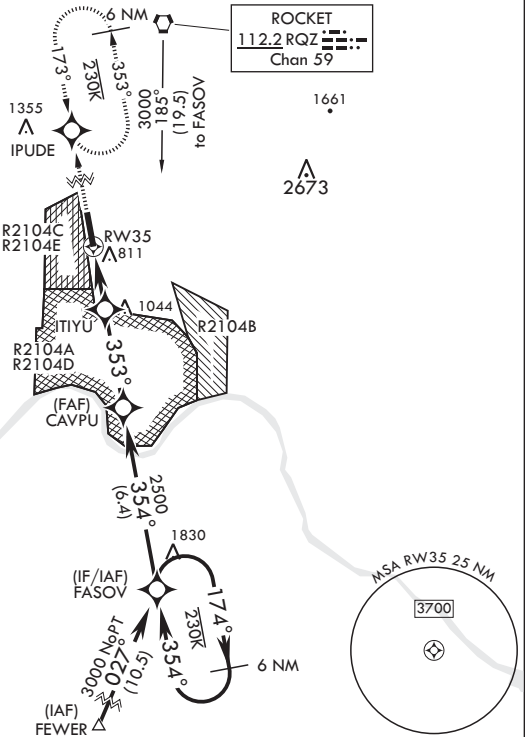 6 NM
ROCKET
112.2 RQZ
Chan 59
173°
230K
353°
3000
185°
(19.5)
to FASOV
1355
IPUDE
1661
2673
R2104C
R2104E
RW35
811
ITIYU
1044
R2104B
R2104A
R2104D
353°
(FAF)
CAVPU
2500
354°
(6.4)
1830
(IF/IAF)
FASOV
174°
230K
354°
6 NM
3000 NoPT
027°
(10.5)
(IAF)
FEWER
MSA RW35 25 NM
3700